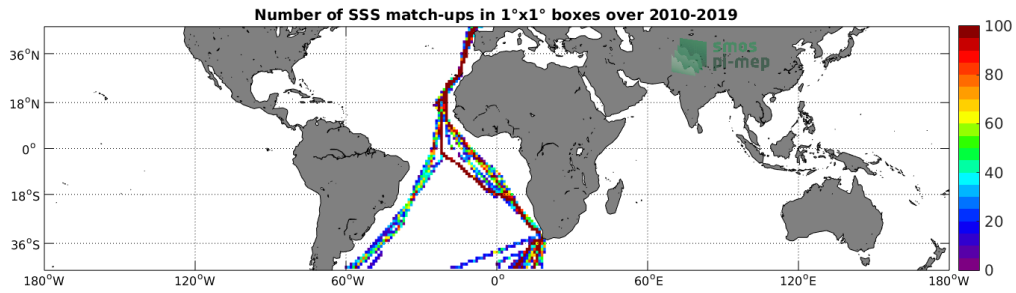 Number of SSS match-ups in 1°x1° boxes over 2010-2019
smos
pi-mep
36°N
18°N
0°
18°S
36°S
180°W
120°W
60°W
0°
60°E
120°E
180°W
100
80
60
40
20
0